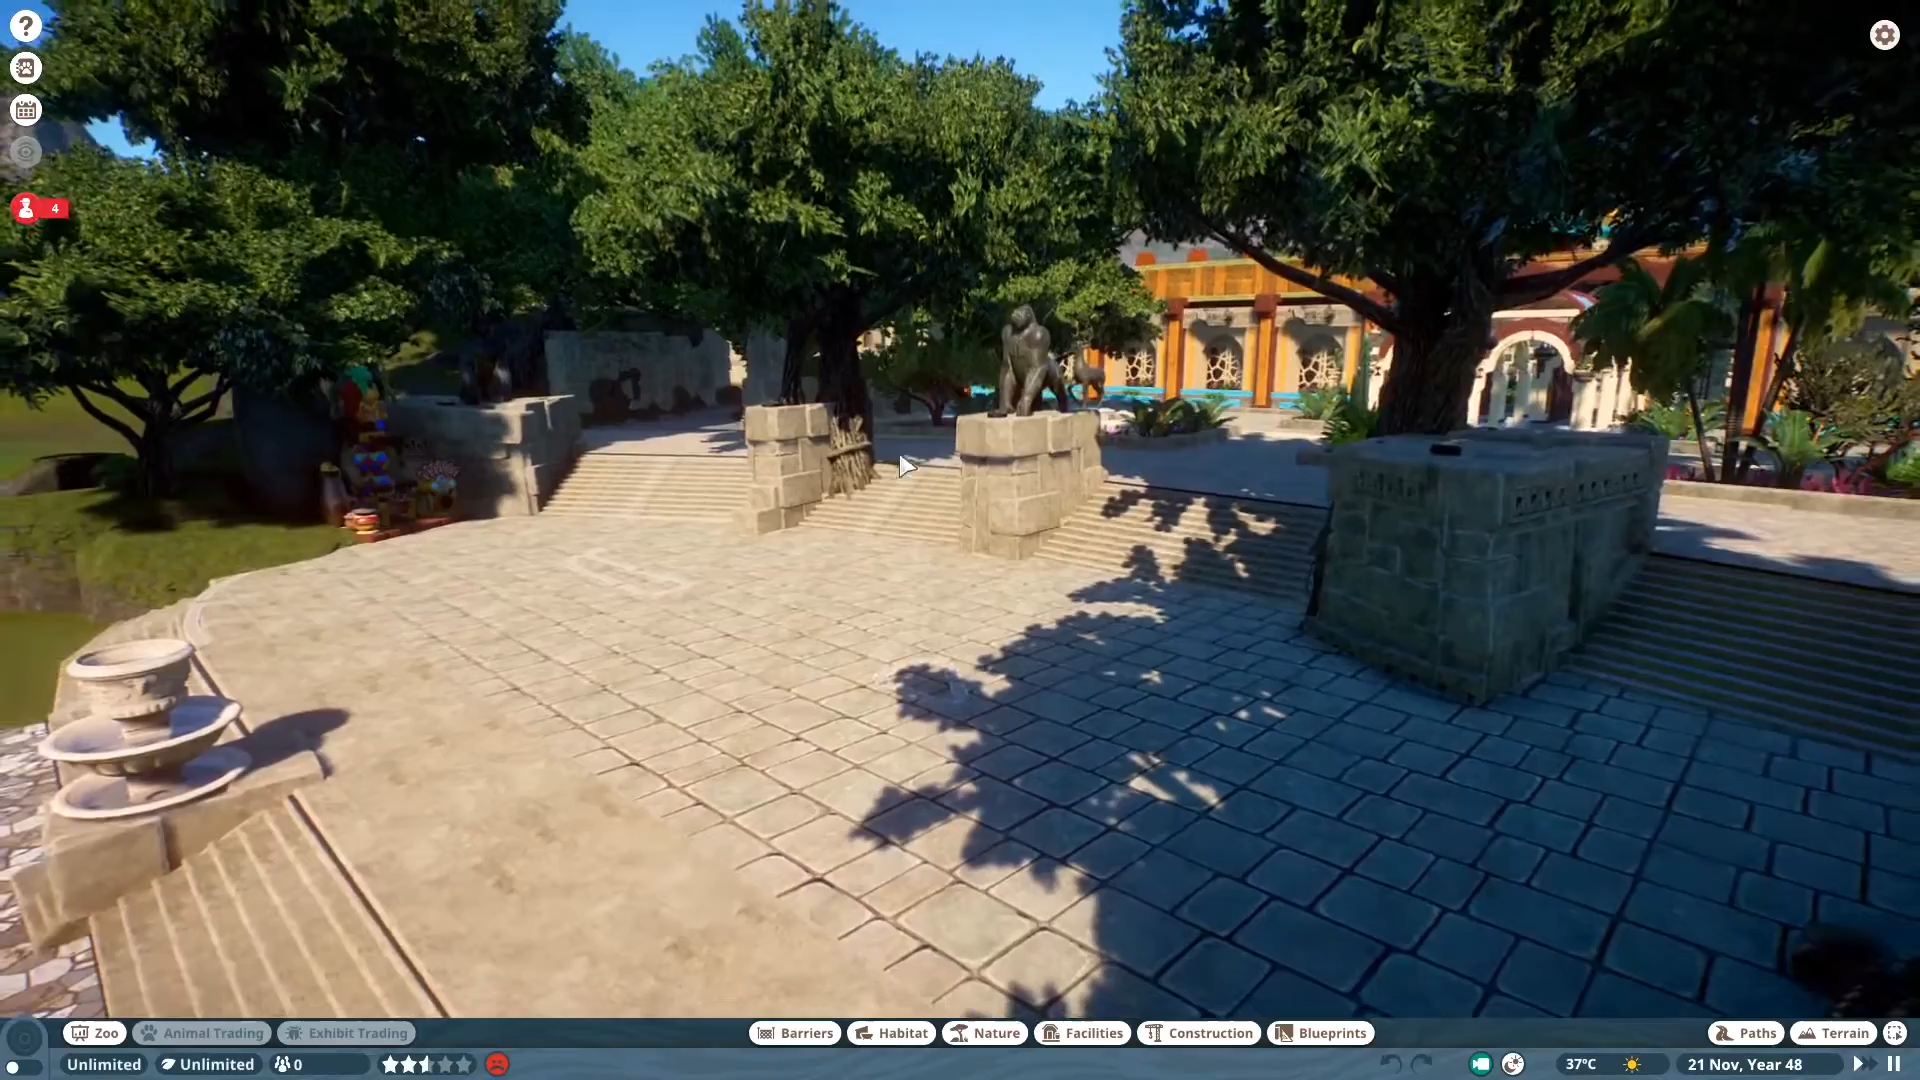 ?
4
Zoo
Animal Trading
Exhibit Trading
Barriers
Habitat
Nature
Facilities
Construction
Blueprints
Paths
Terrain
Unlimited
Unlimited
0
37°C
21 Nov, Year 48